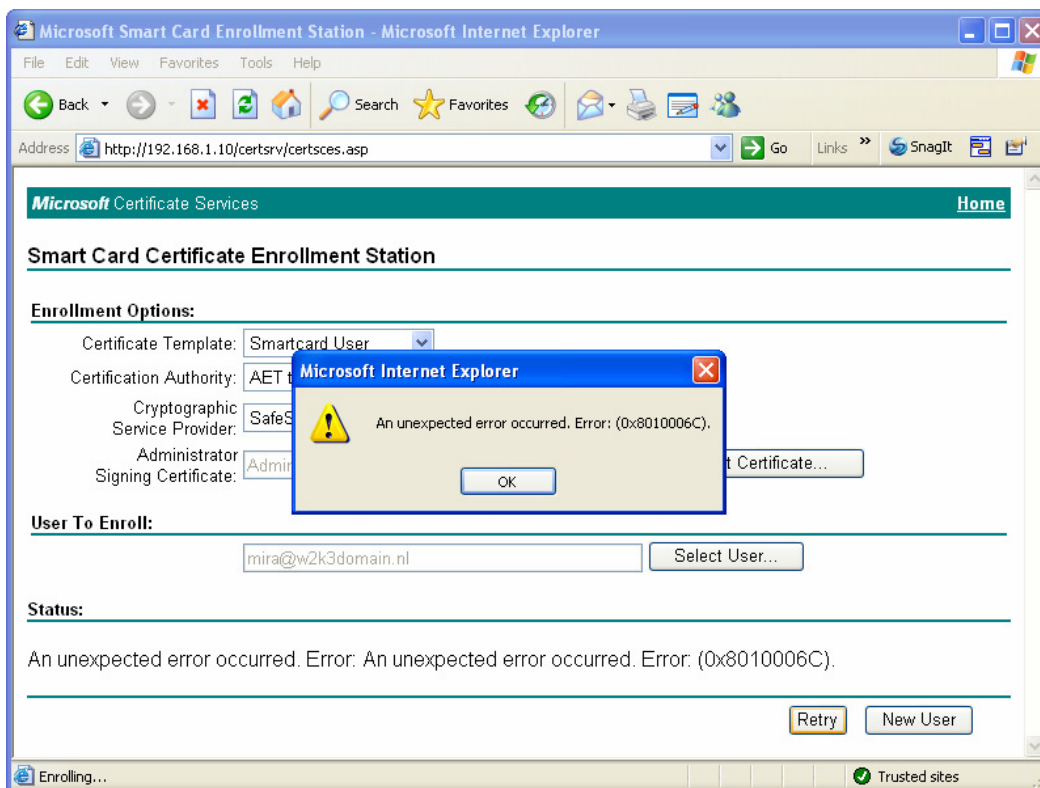 Microsoft Smart Card Enrollment Station - Microsoft Internet Explorer
File Edit View Favorites Tools Help
Back Search Favorites
Address http://192.168.1.10/certsrv/certsces.asp Go Links » SnagIt
Microsoft Certificate Services Home
Smart Card Certificate Enrollment Station
Enrollment Options:
Certificate Template: Smartcard User
Microsoft Internet Explorer
Certification Authority: AET t
Cryptographic
Service Provider: SafeS
An unexpected error occurred. Error: (0x8010006C).
Administrator
Signing Certificate: Admin
t Certificate...
OK
User To Enroll:
mira@w2k3domain.nl Select User...
Status:
An unexpected error occurred. Error: An unexpected error occurred. Error: (0x8010006C).
Retry New User
Enrolling... Trusted sites